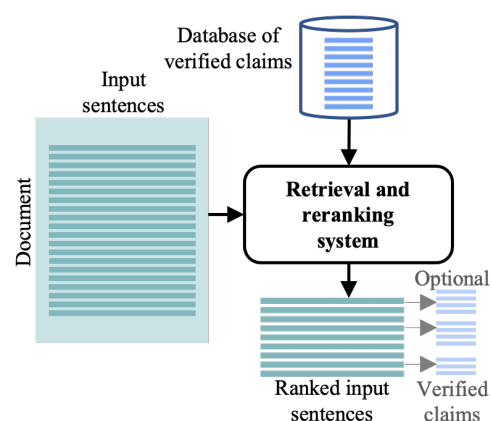 Database of
verified claims
Input
sentences
Document
Retrieval and
reranking
system
Optional
Ranked input
sentences
Verified
claims